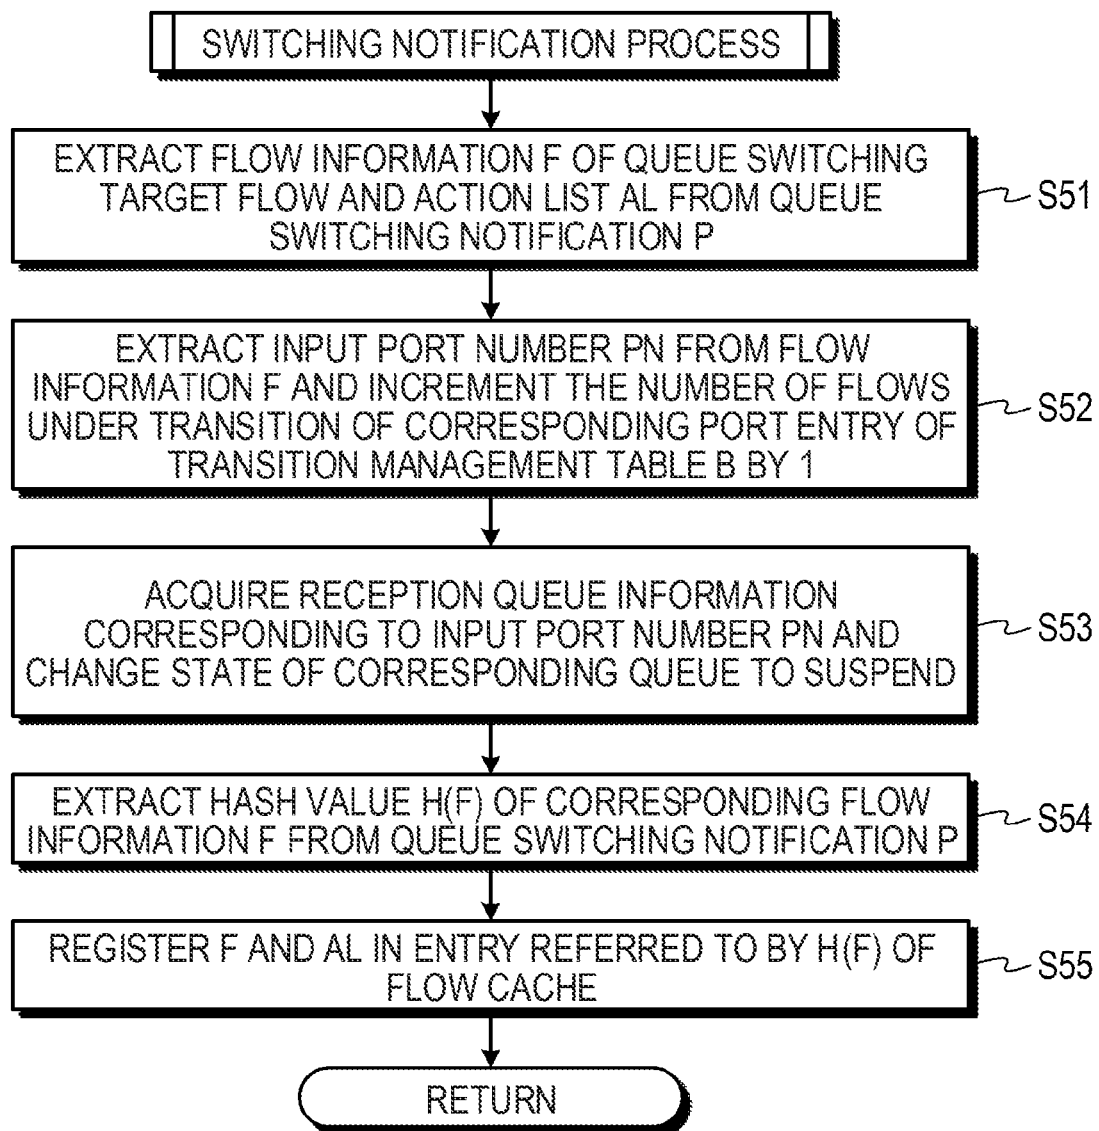 SWITCHING NOTIFICATION PROCESS
EXTRACT FLOW INFORMATION F OF QUEUE SWITCHING
TARGET FLOW AND ACTION LIST AL FROM QUEUE
SWITCHING NOTIFICATION P
S51
EXTRACT INPUT PORT NUMBER PN FROM FLOW
INFORMATION F AND INCREMENT THE NUMBER OF FLOWS
UNDER TRANSITION OF CORRESPONDING PORT ENTRY OF
TRANSITION MANAGEMENT TABLE B BY 1
S52
ACQUIRE RECEPTION QUEUE INFORMATION
CORRESPONDING TO INPUT PORT NUMBER PN AND
CHANGE STATE OF CORRESPONDING QUEUE TO SUSPEND
S53
EXTRACT HASH VALUE H(F) OF CORRESPONDING FLOW
INFORMATION F FROM QUEUE SWITCHING NOTIFICATION P
S54
REGISTER F AND AL IN ENTRY REFERRED TO BY H(F) OF
FLOW CACHE
S55
RETURN